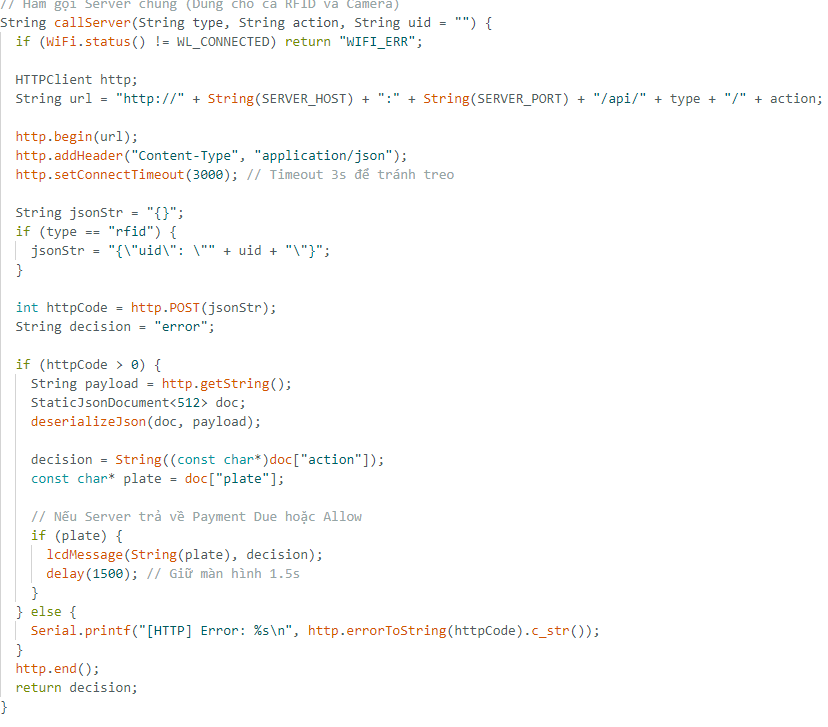 // Hàm gọi Server chung (Dùng cho cả RFID và Camera)
String callServer(String type, String action, String uid = "") {
  if (WiFi.status() != WL_CONNECTED) return "WIFI_ERR";

  HTTPClient http;
  String url = "http://" + String(SERVER_HOST) + ":" + String(SERVER_PORT) + "/api/" + type + "/" + action;

  http.begin(url);
  http.addHeader("Content-Type", "application/json");
  http.setConnectTimeout(3000); // Timeout 3s để tránh treo

  String jsonStr = "{}";
  if (type == "rfid") {
    jsonStr = "{\"uid\": \"" + uid + "\"}";
  }

  int httpCode = http.POST(jsonStr);
  String decision = "error";

  if (httpCode > 0) {
    String payload = http.getString();
    StaticJsonDocument<512> doc;
    deserializeJson(doc, payload);

    decision = String((const char*)doc["action"]);
    const char* plate = doc["plate"];

    // Nếu Server trả về Payment Due hoặc Allow
    if (plate) {
      lcdMessage(String(plate), decision);
      delay(1500); // Giữ màn hình 1.5s
    }
  } else {
    Serial.printf("[HTTP] Error: %s\n", http.errorToString(httpCode).c_str());
  }
  http.end();
  return decision;
}